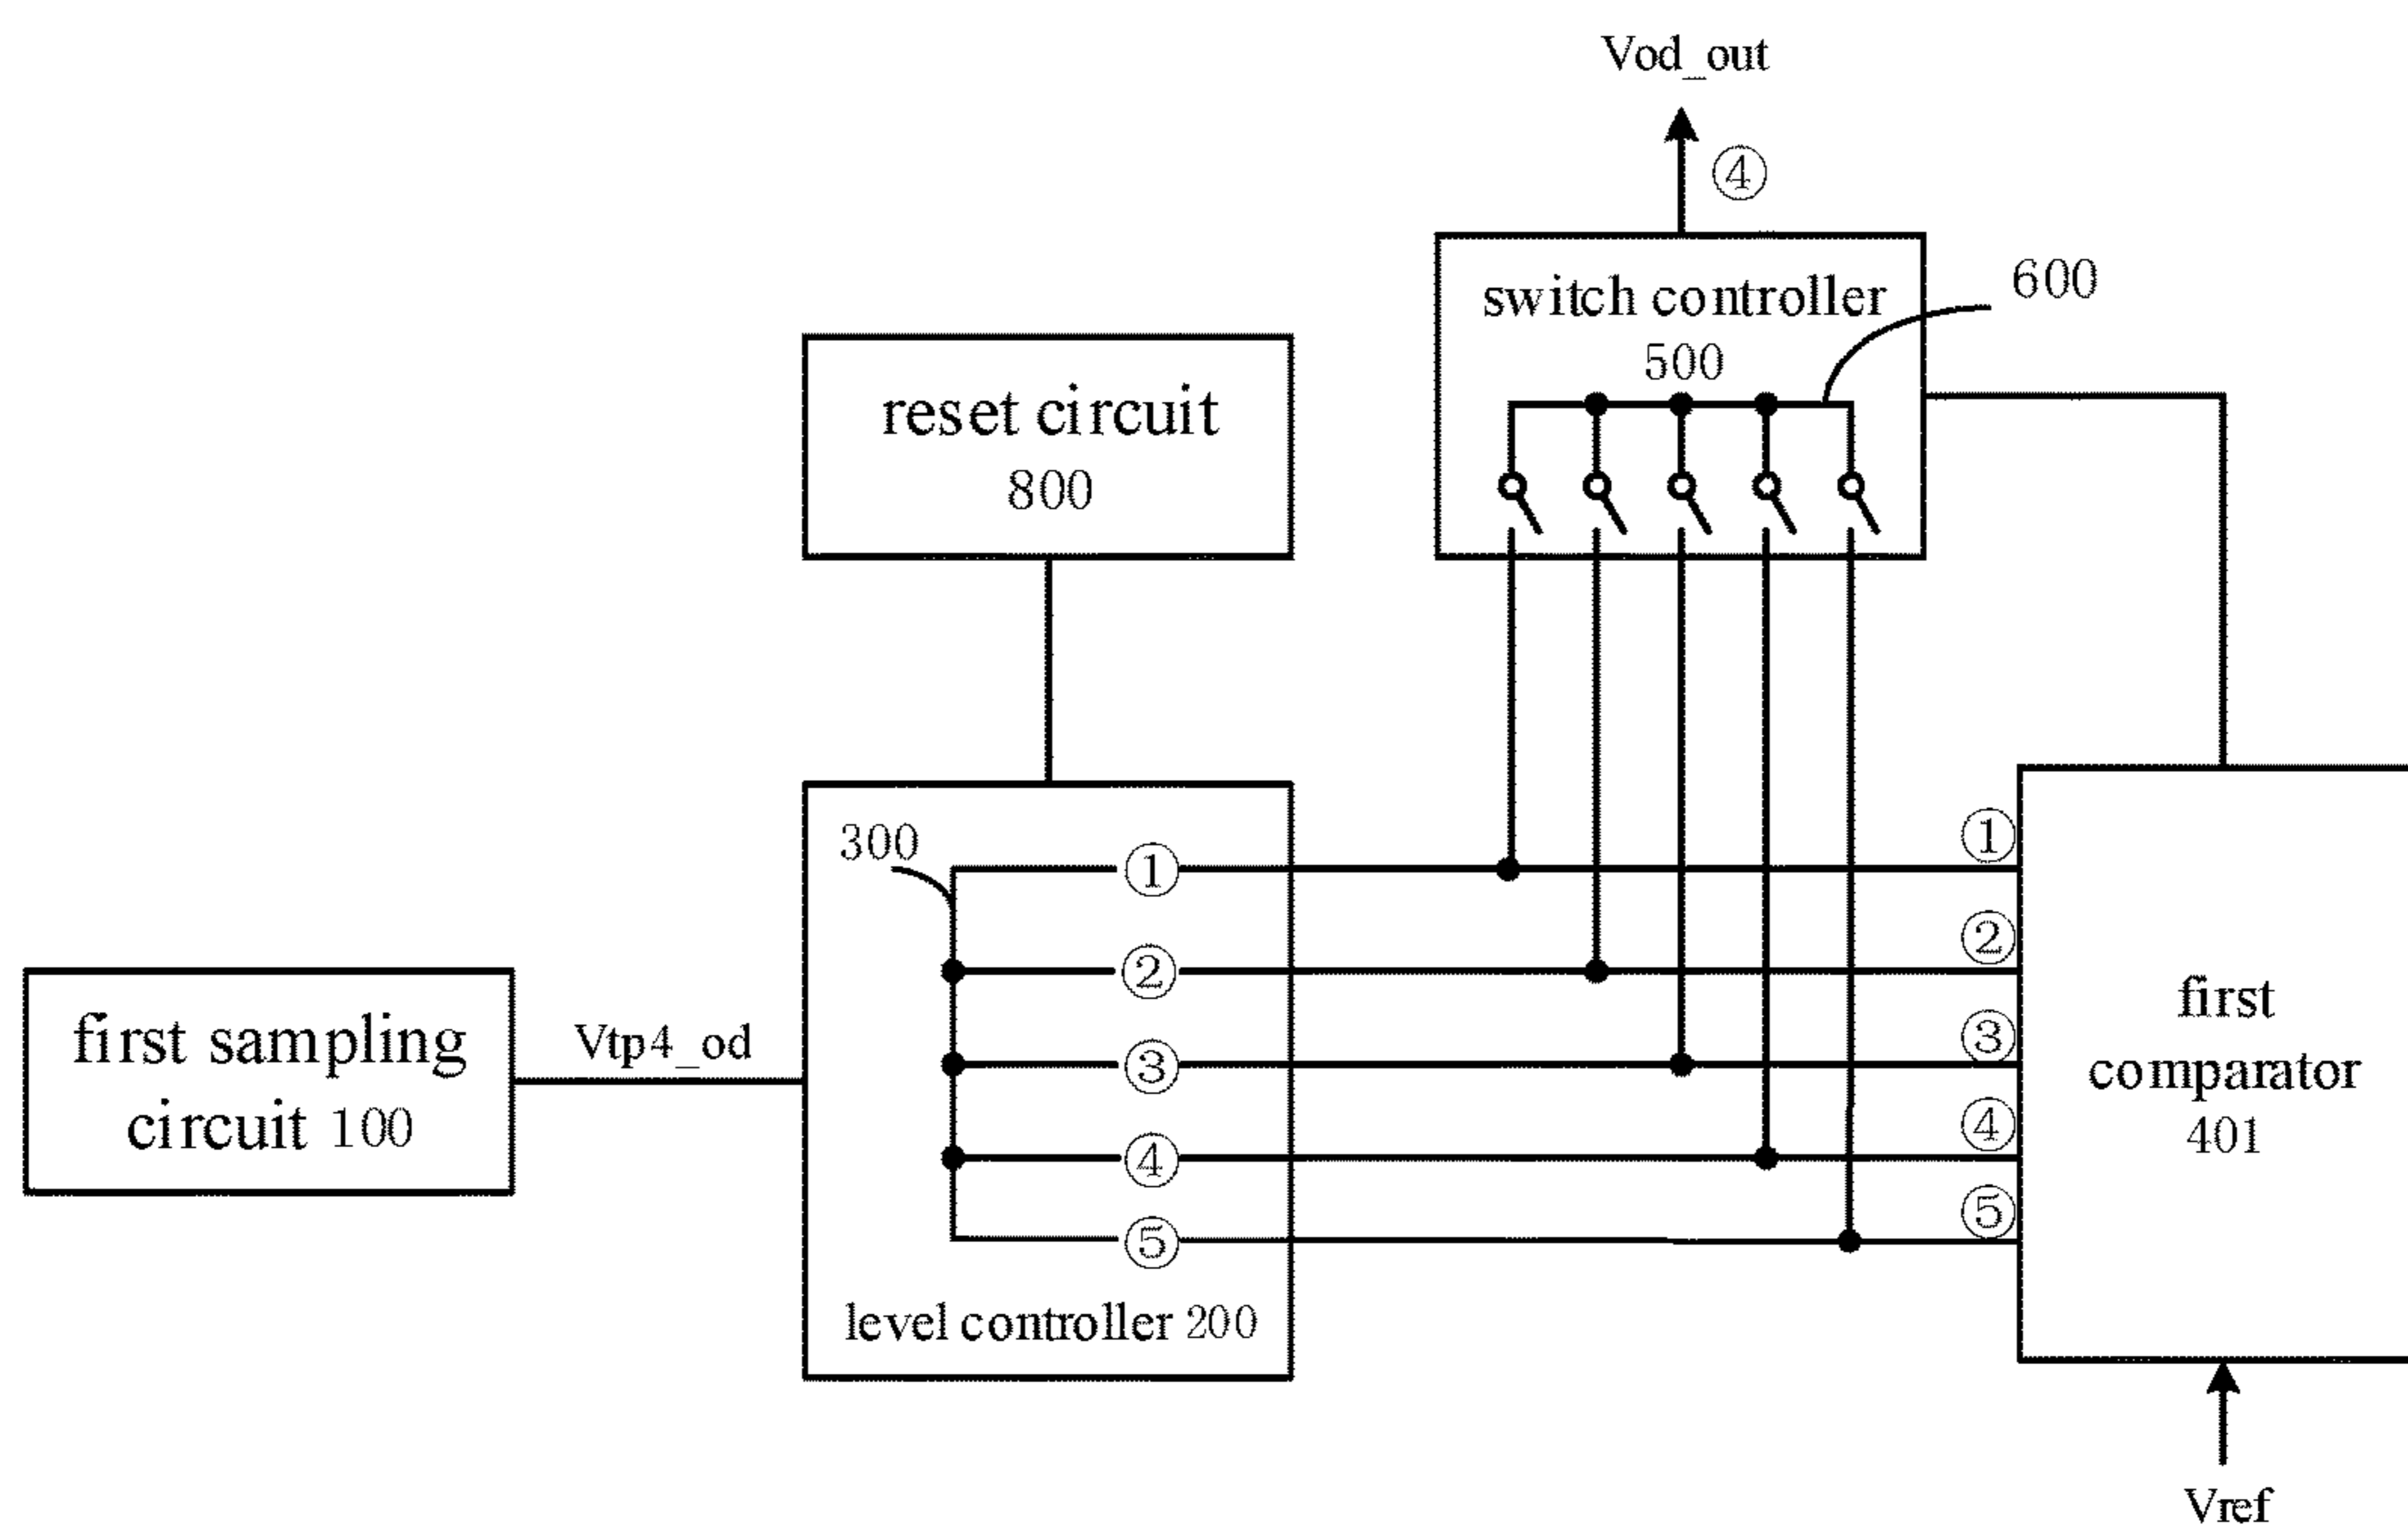 Vod_out
④
switch controller
500
600
reset circuit
800
300
①
②
③
④
⑤
level controller 200
first sampling
circuit 100
Vtp4_od
①
②
③
④
⑤
first
comparator
401
Vref